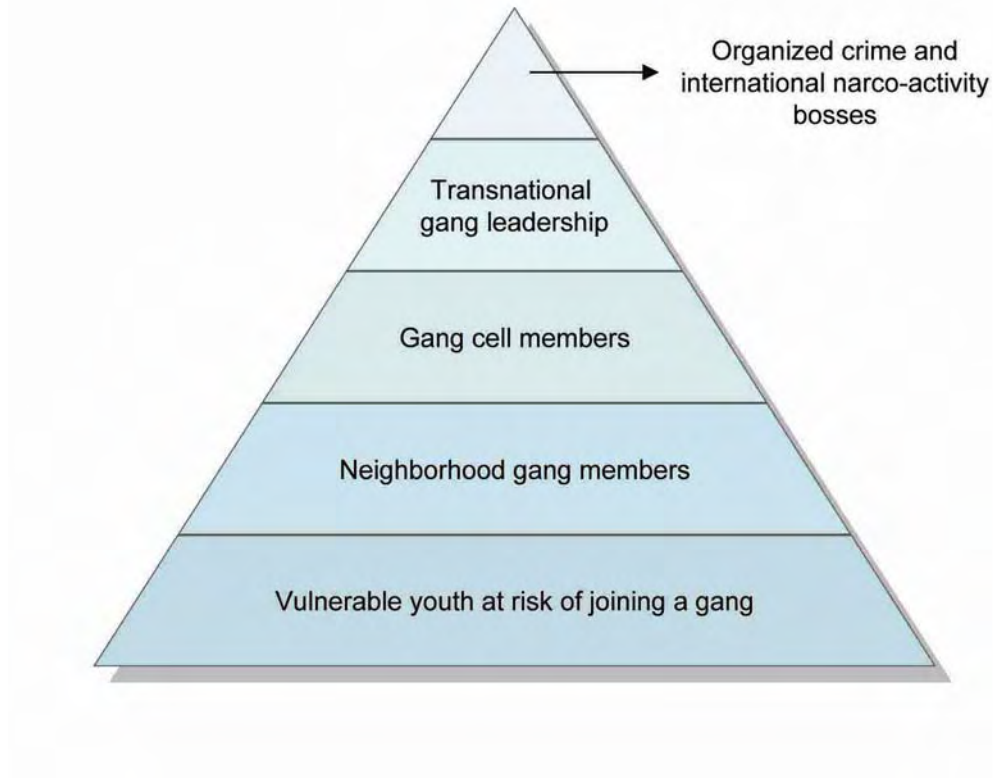 Organized crime and
international narco-activity
bosses
Transnational
gang leadership
Gang cell members
Neighborhood gang members
Vulnerable youth at risk of joining a gang